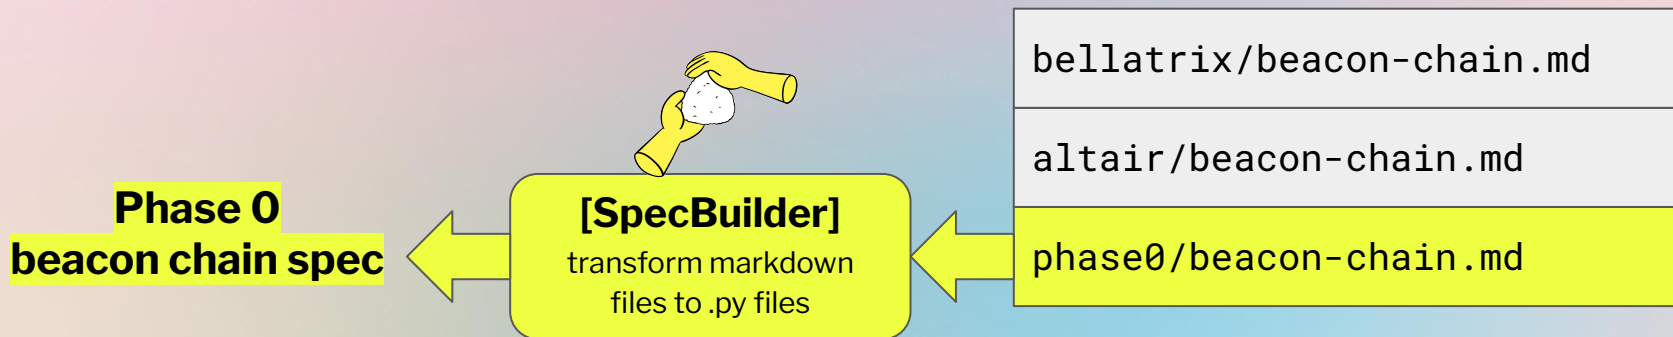 bellatrix/beacon-chain.md
altair/beacon-chain.md
phase0/beacon-chain.md
[SpecBuilder]
transform markdown
files to .py files
Phase 0
beacon chain spec